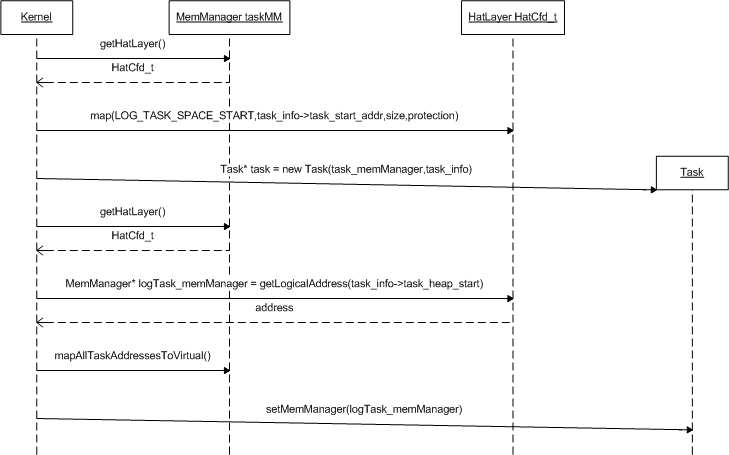 Kernel
MemManager taskMM
HatLayer HatCfd_t
getHatLayer()
HatCfd_t
map(LOG_TASK_SPACE_START,task_info->task_start_addr,size,protection)
Task* task = new Task(task_memManager,task_info)
Task
getHatLayer()
HatCfd_t
MemManager* logTask_memManager = getLogicalAddress(task_info->task_heap_start)
address
mapAllTaskAddressesToVirtual()
setMemManager(logTask_memManager)